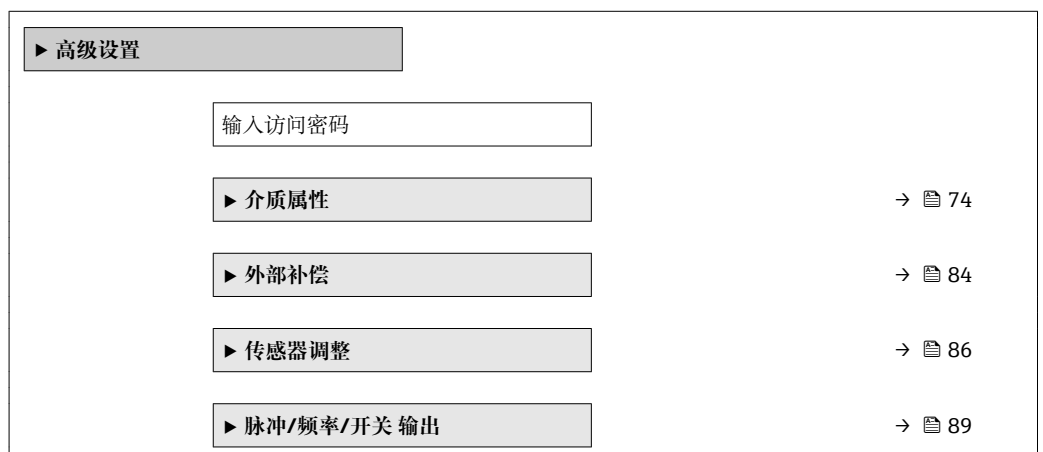 ▶ 高级设置
输入访问密码
▶ 介质属性 → 74
▶ 外部补偿 → 84
▶ 传感器调整 → 86
▶ 脉冲/频率/开关 输出 → 89